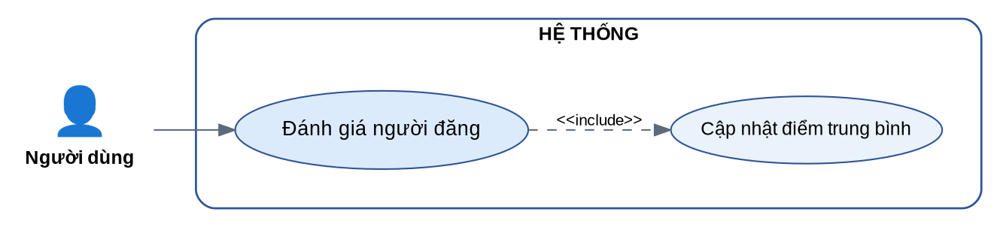 HỆ THỐNG
Người dùng
Đánh giá người đăng
<<include>>
Cập nhật điểm trung bình